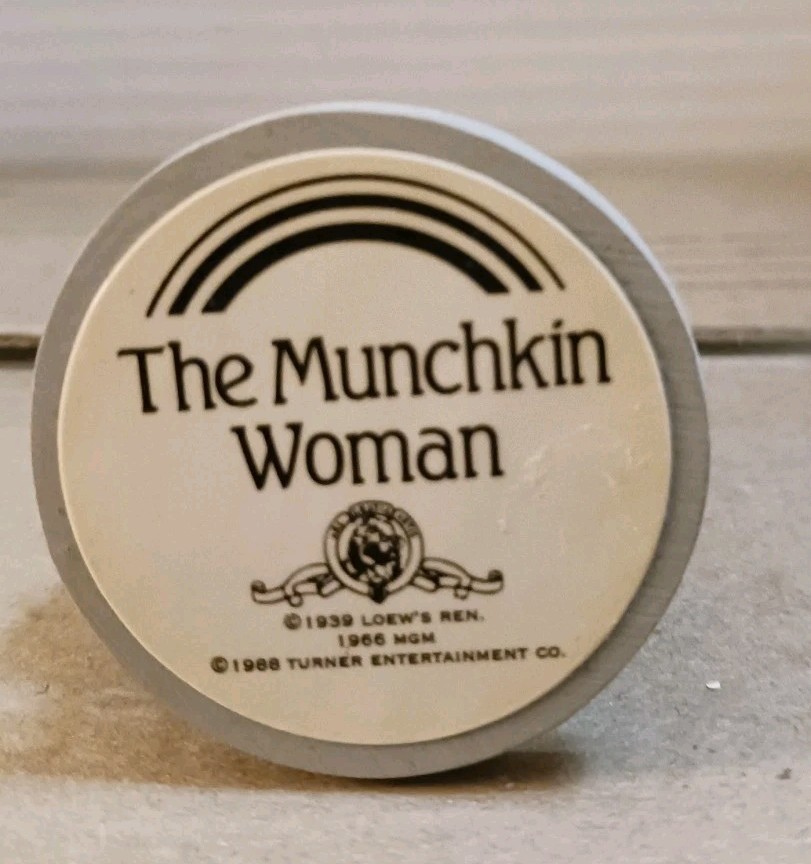 The Munchkin
Woman
©1939 LOEW'S REN.
1966 MGM
©1988 TURNER ENTERTAINMENT CO.